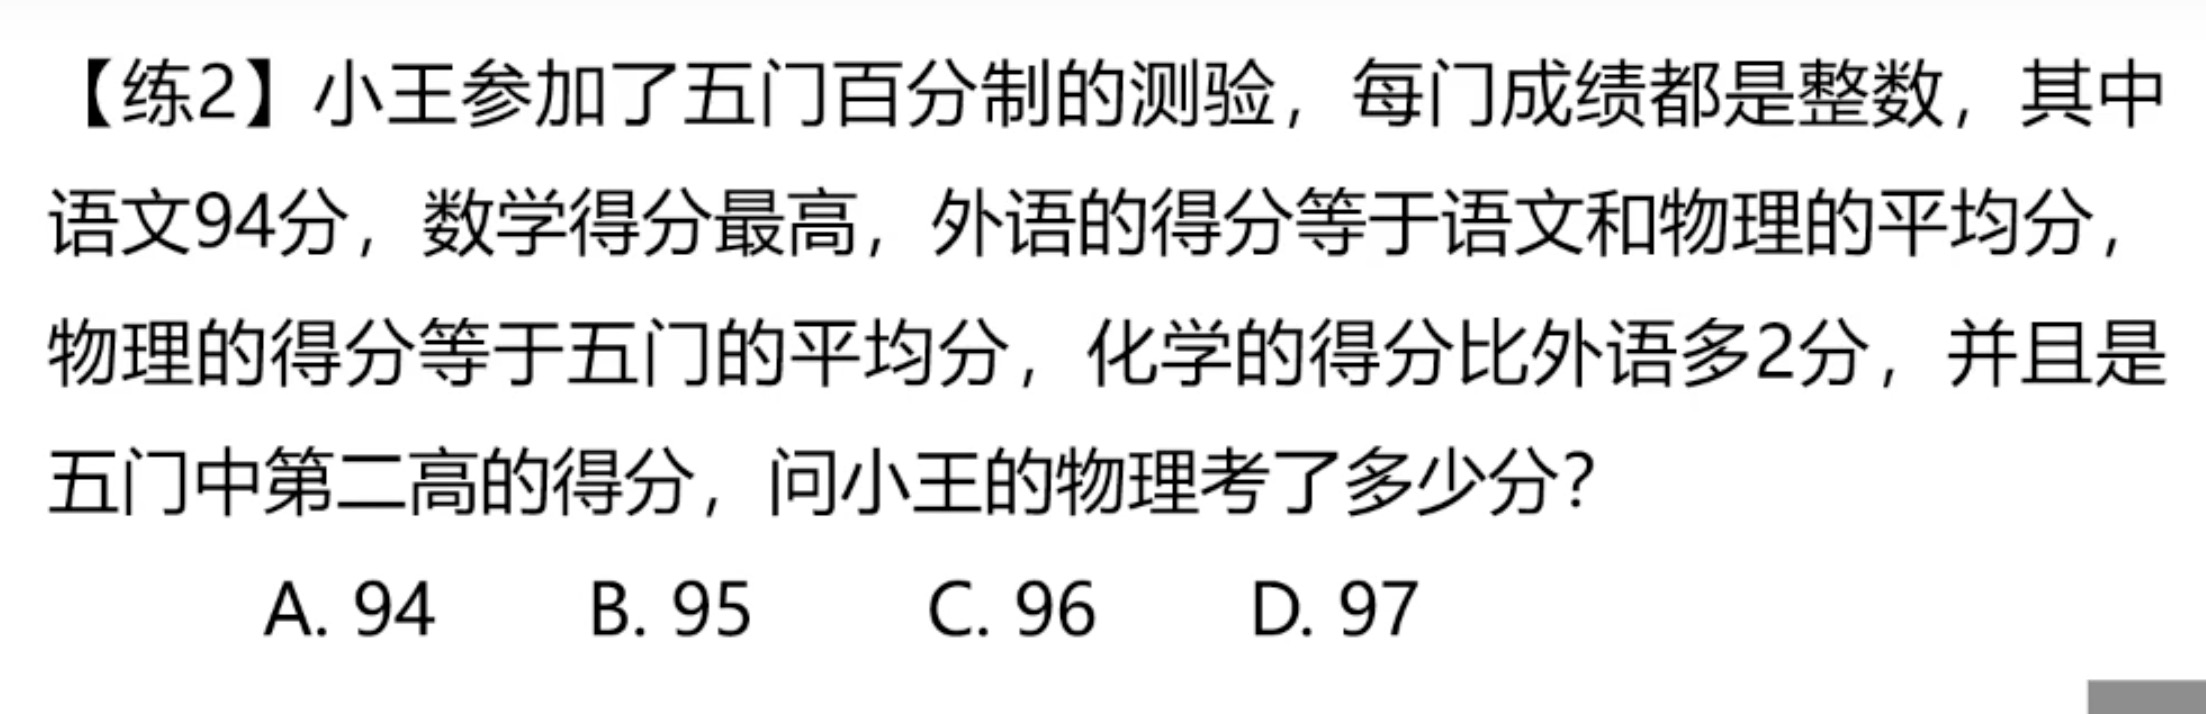 【练2】小王参加了五门百分制的测验，每门成绩都是整数，其中
语文94分，数学得分最高，外语的得分等于语文和物理的平均分，
物理的得分等于五门的平均分，化学的得分比外语多2分，并且是
五门中第二高的得分，问小王的物理考了多少分？
A. 94 B. 95 C. 96 D. 97